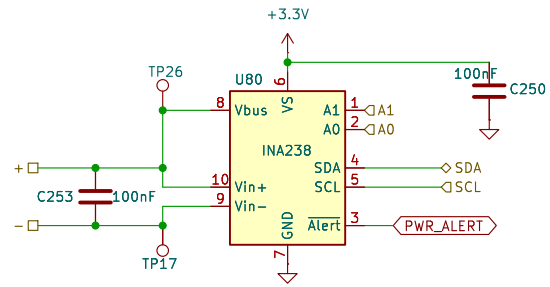 +3.3V
TP26
U80
100nF
C250
6
VS
8
Vbus
A1
1
A1
A0
2
A0
INA238
+
SDA
4
SDA
10
Vin+
SCL
5
SCL
C253
100nF
9
Vin-
-
GND
Alert
3
PWR_ALERT
7
TP17